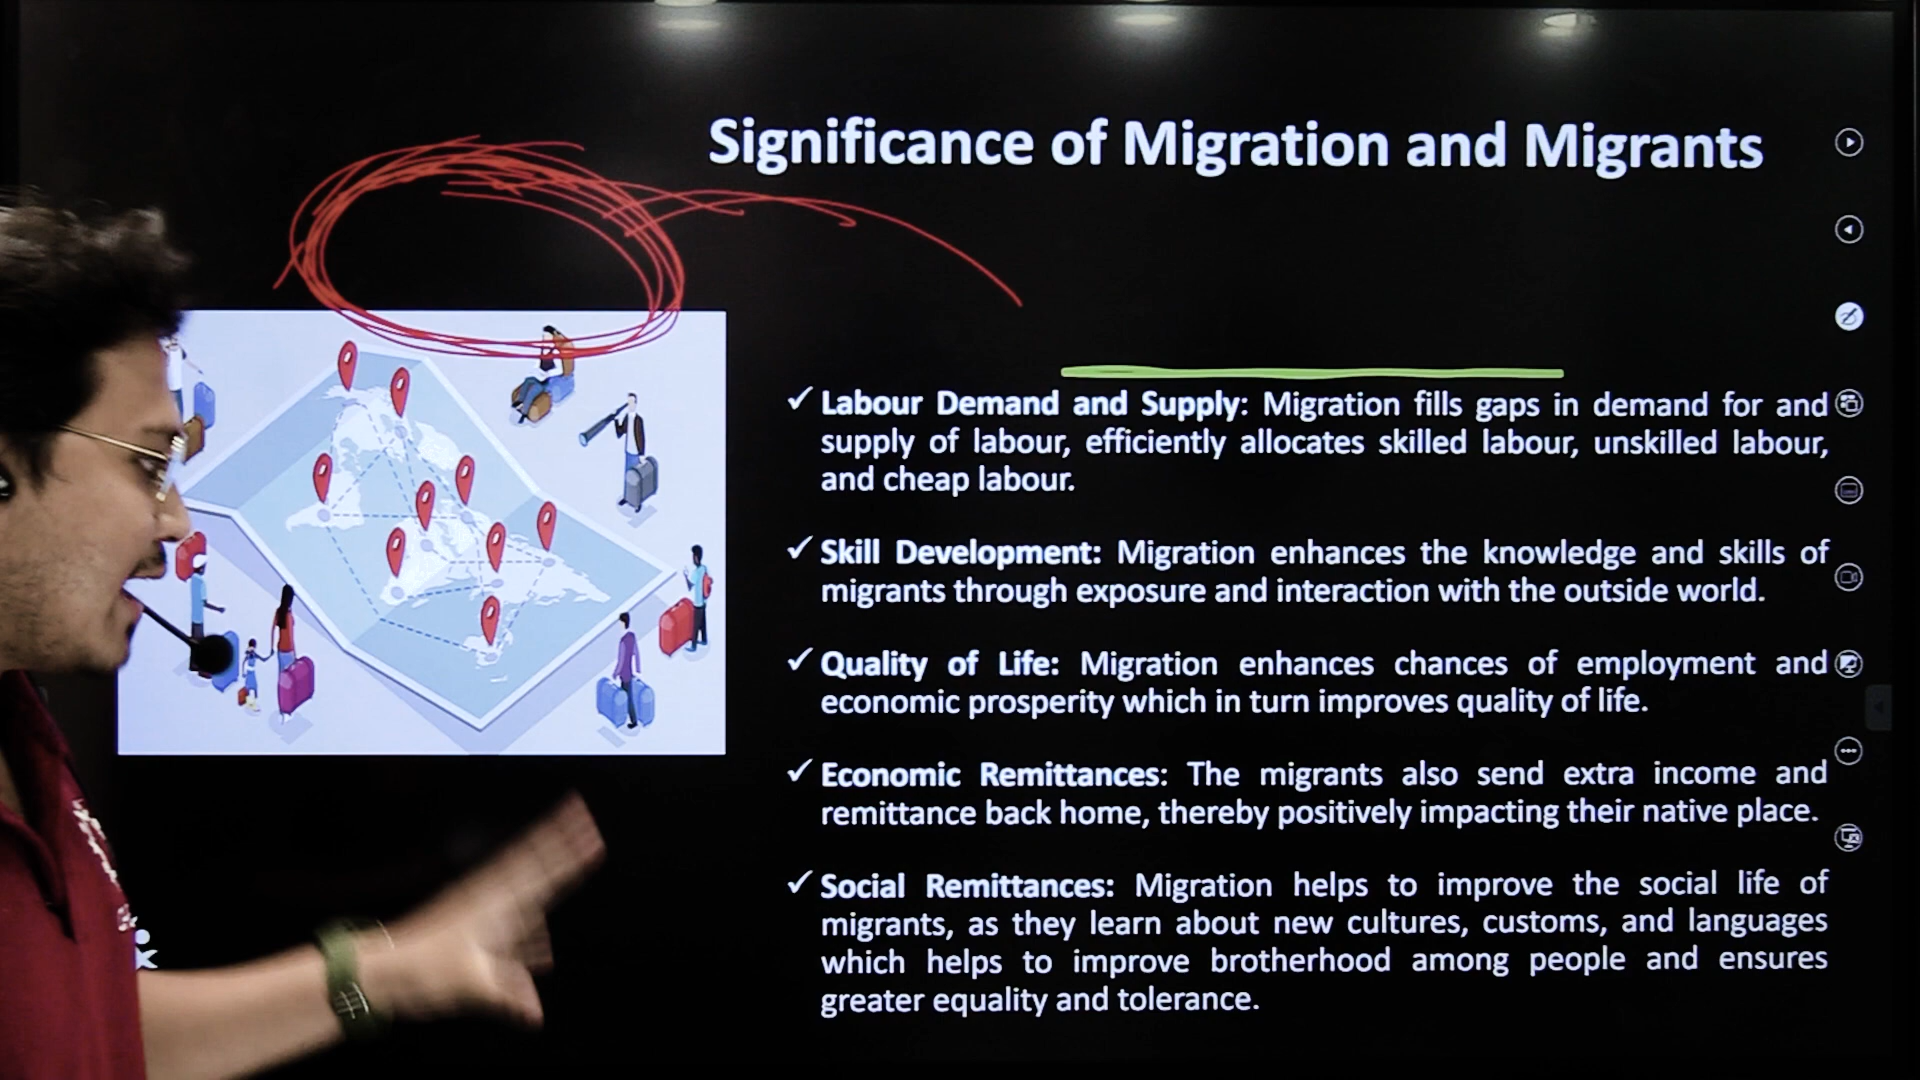 Significance of Migration and Migrants
✓ Labour Demand and Supply: Migration fills gaps in demand for and
supply of labour, efficiently allocates skilled labour, unskilled labour,
and cheap labour.
✓ Skill Development: Migration enhances the knowledge and skills of
migrants through exposure and interaction with the outside world.
✓ Quality of Life: Migration enhances chances of employment and
economic prosperity which in turn improves quality of life.
✓ Economic Remittances: The migrants also send extra income and
remittance back home, thereby positively impacting their native place.
✓ Social Remittances: Migration helps to improve the social life of
migrants, as they learn about new cultures, customs, and languages
which helps to improve brotherhood among people and ensures
greater equality and tolerance.